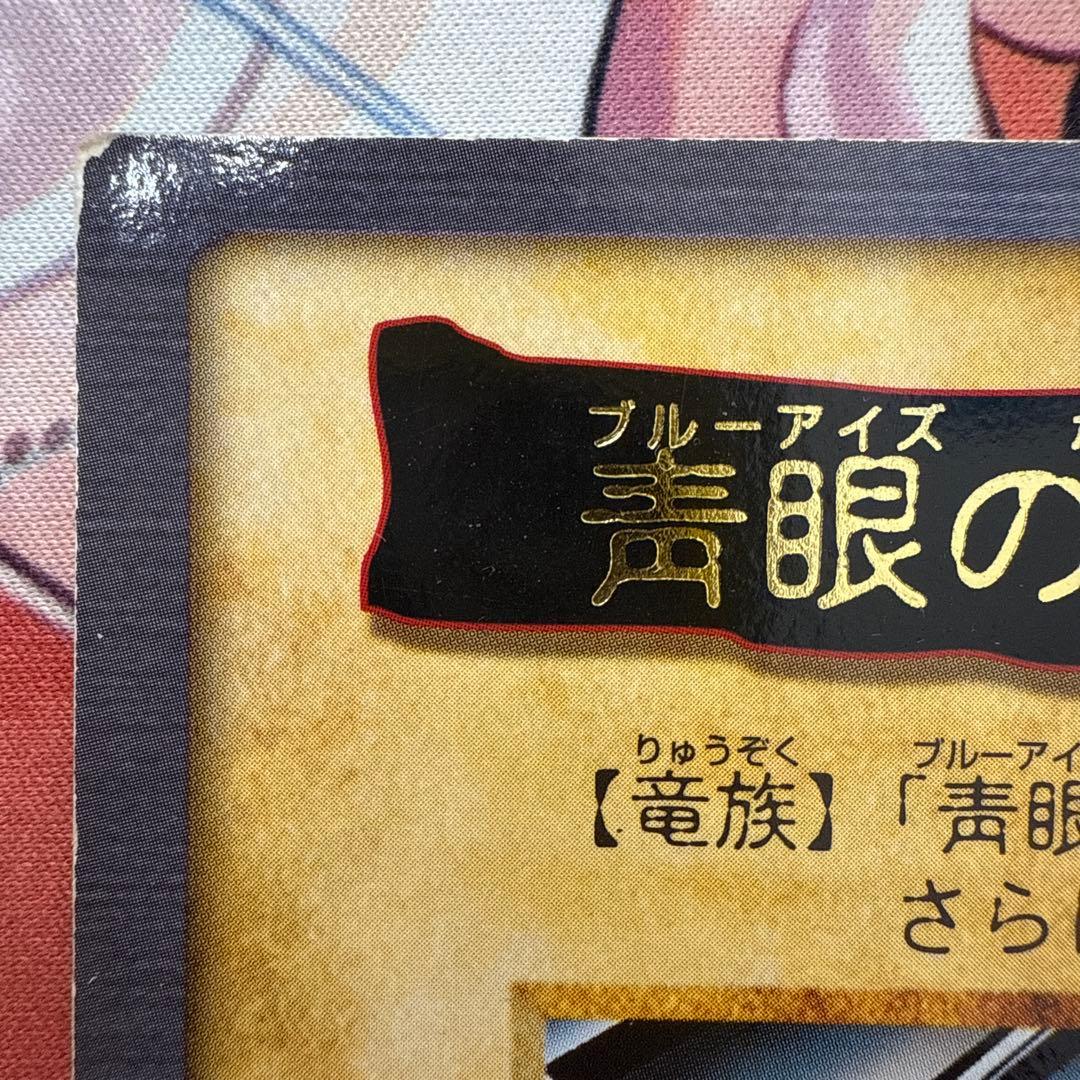 ブルーアイズ
青眼の
りゅうぞく ブルーアイ
【竜族】「青眼
さら